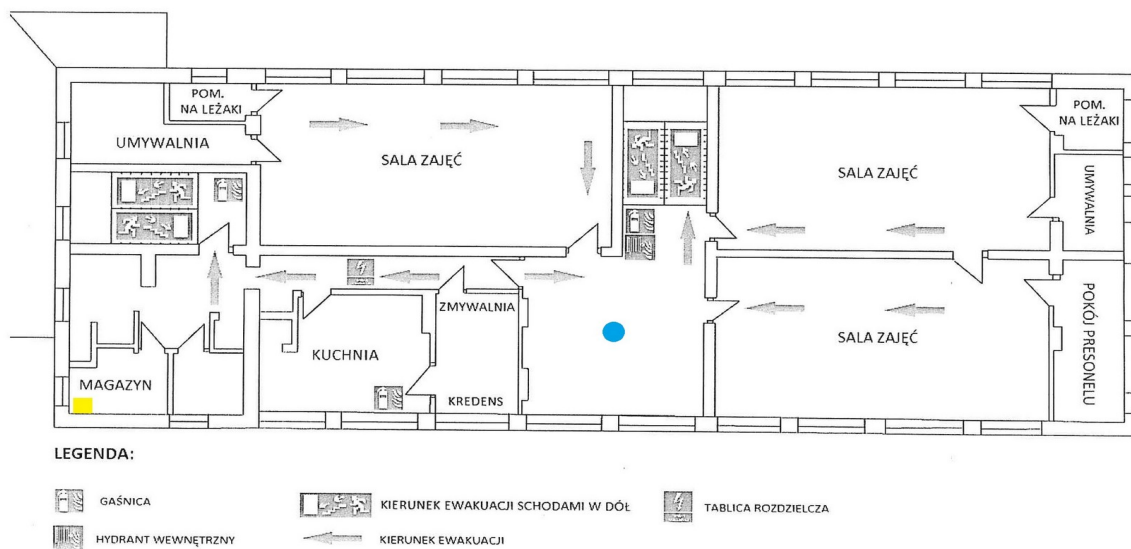 POM.
NA LEŻAKI
UMYWALNIA
SALA ZAJĘĆ
SALA ZAJĘĆ
POM.
NA LEŻAKI
UMYWALNIA
ZMYWALNIA
KUCHNIA
MAGAZYN
KREDENS
SALA ZAJĘĆ
POKÓJ PRESONELU
LEGENDA:
GAŚNICA
KIERUNEK EWAKUACJI SCHODAMI W DÓŁ
TABLICA ROZDZIELCZA
HYDRANT WEWNĘTRZNY
KIERUNEK EWAKUACJI